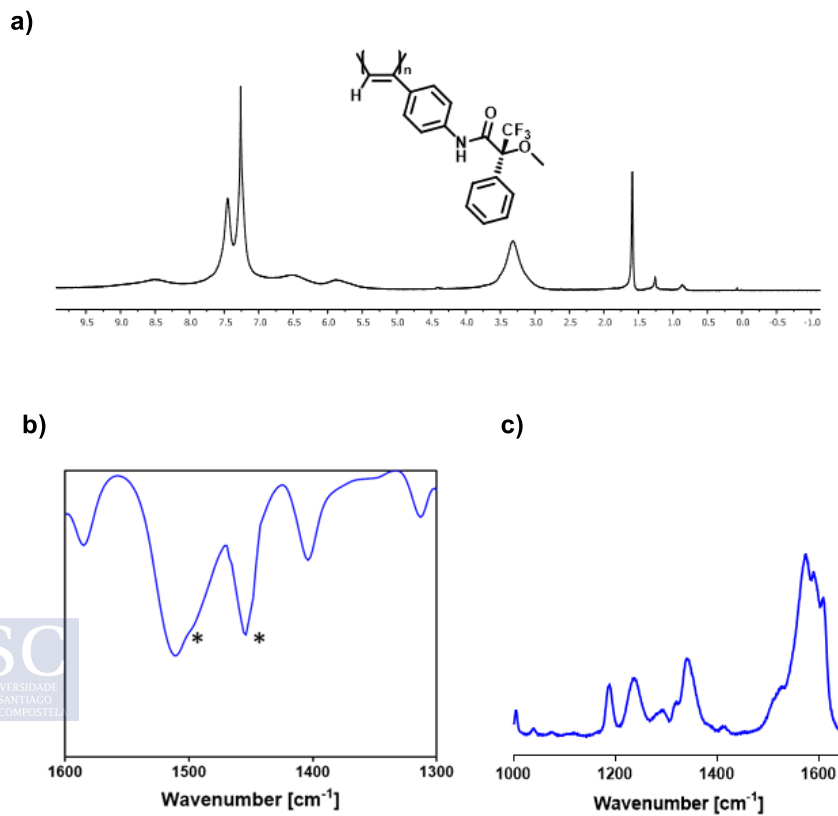 a)
n
H
O
CF3
O
N
H
9.5 9.0 8.5 8.0 7.5 7.0 6.5 6.0 5.5 5.0 4.5 4.0 3.5 3.0 2.5 2.0 1.5 1.0 0.5 0.0 -0.5 -1.0
b)
c)
*
*
SC
VERSIDADE
SANTIAGO
COMPOSTELA
1600 1500 1400 1300
Wavenumber [cm-1]
1000 1200 1400 1600
Wavenumber [cm-1]